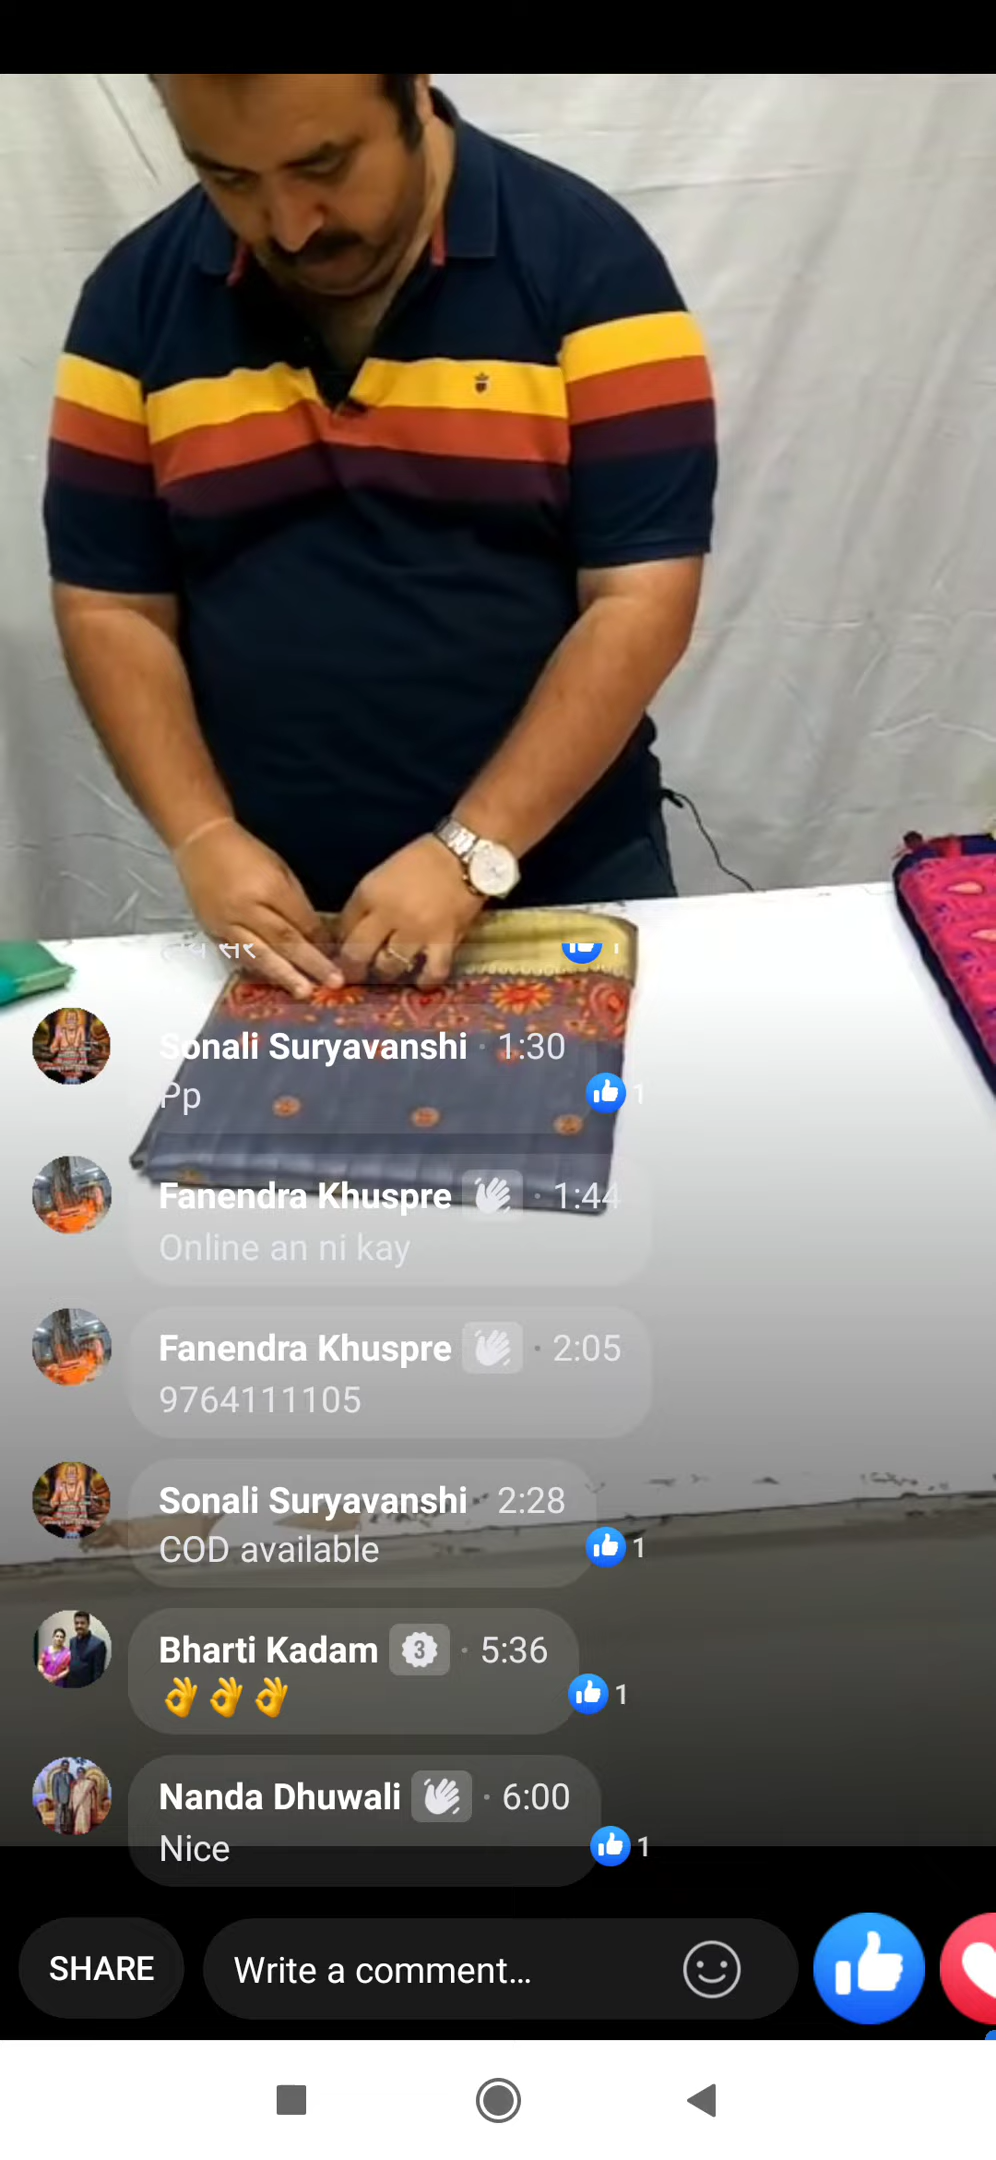 सर
Sonali Suryavanshi · 1:30
Pp
1
Fanendra Khuspre · 1:44
Online an ni kay
Fanendra Khuspre · 2:05
9764111105
Sonali Suryavanshi · 2:28
COD available
1
Bharti Kadam 3 · 5:36
👌👌👌
1
Nanda Dhuwali · 6:00
Nice
1
SHARE
Write a comment...